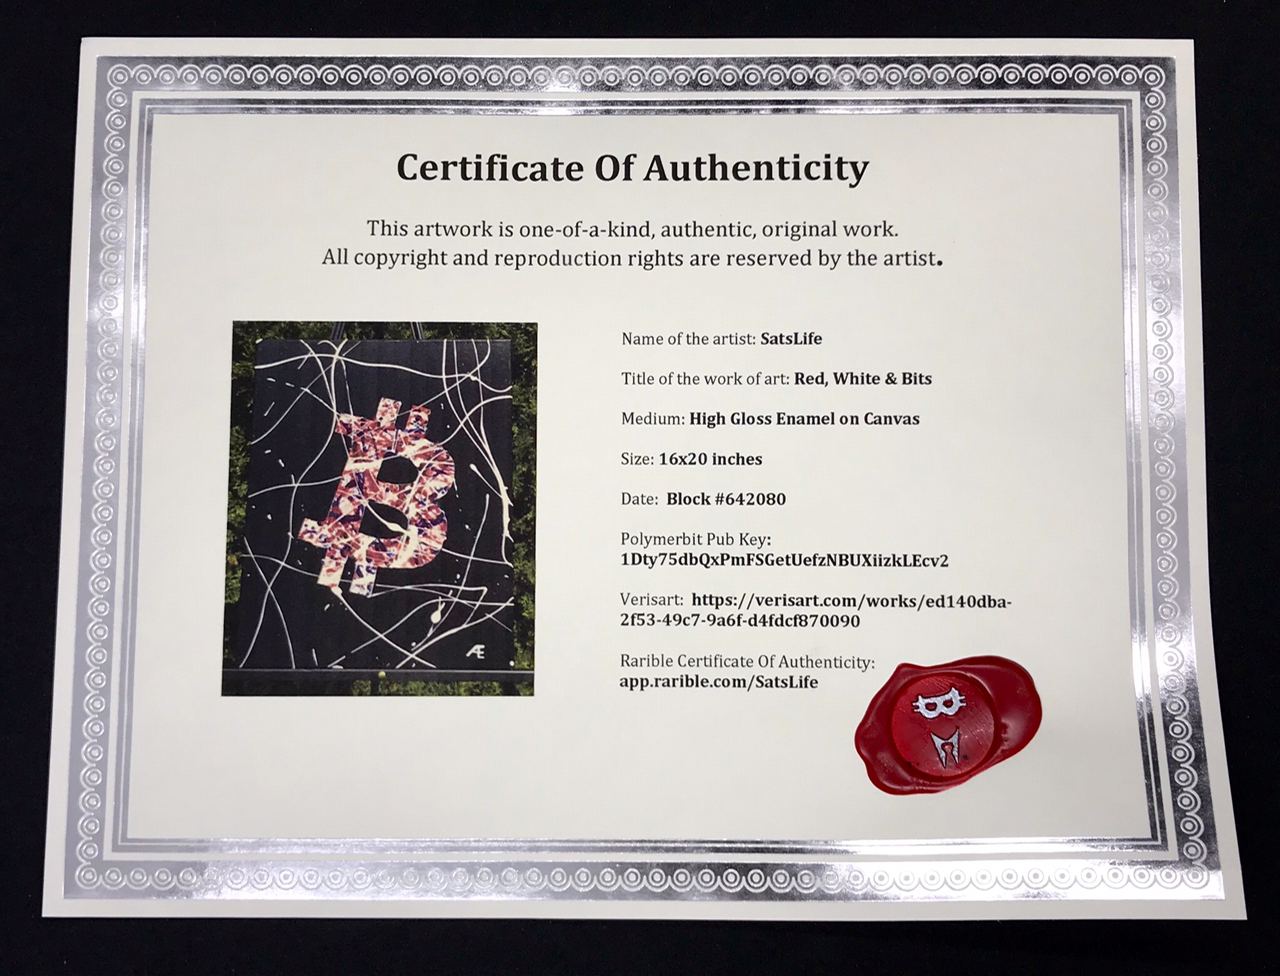 Certificate Of Authenticity
This artwork is one-of-a-kind, authentic, original work.
All copyright and reproduction rights are reserved by the artist.
Name of the artist: SatsLife
Title of the work of art: Red, White & Bits
Medium: High Gloss Enamel on Canvas
Size: 16x20 inches
Date: Block #642080
Polymerbit Pub Key:
1Dty75dbQxPmFSGetUefzNBUXiizkLEcv2
Verisart: https://verisart.com/works/ed140dba-
2f53-49c7-9a6f-d4fdcf870090
Rarible Certificate Of Authenticity:
app.rarible.com/SatsLife
Æ